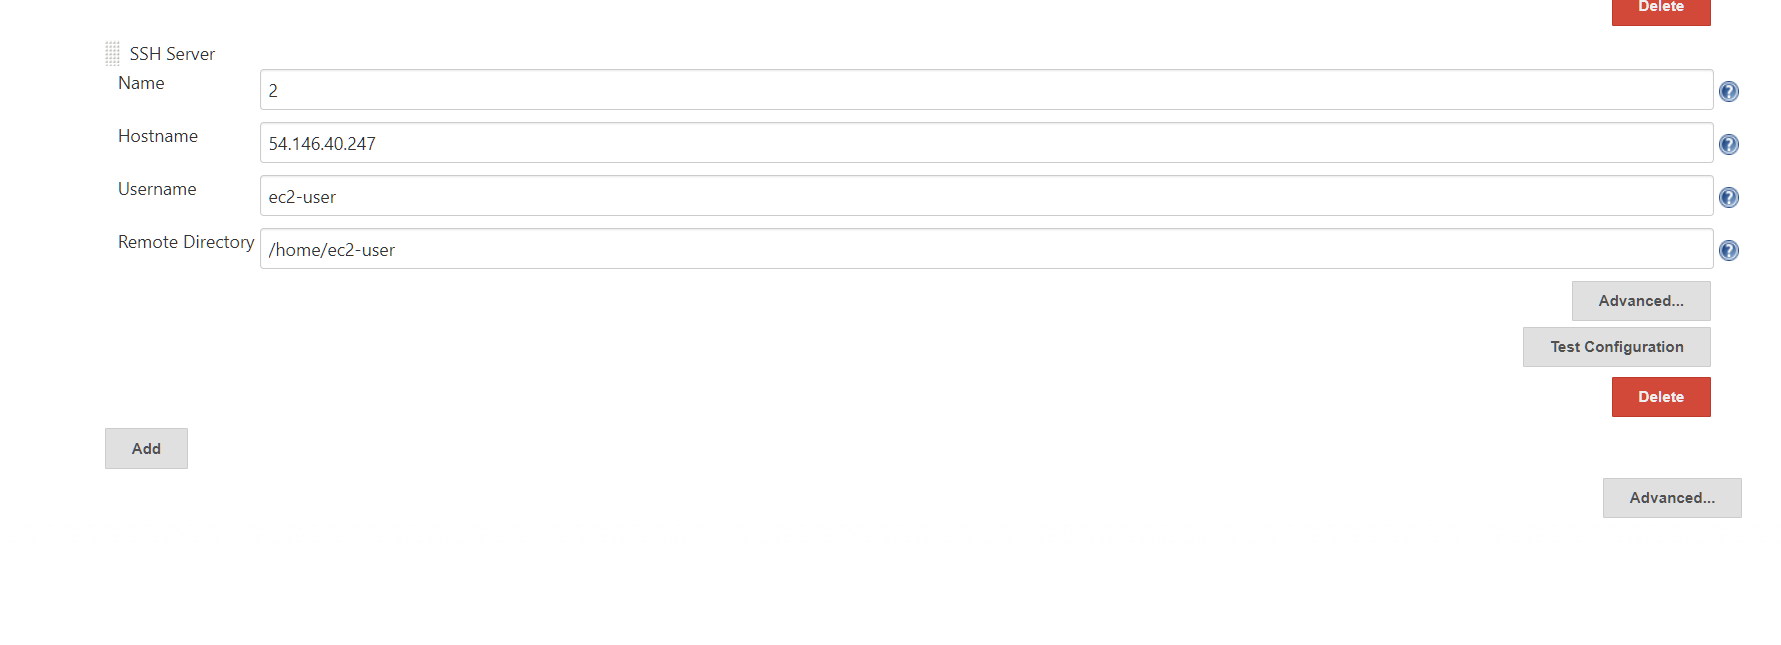 Delete
SSH Server
Name
2
Hostname
54.146.40.247
Username
ec2-user
Remote Directory
/home/ec2-user
Advanced...
Test Configuration
Delete
Add
Advanced...